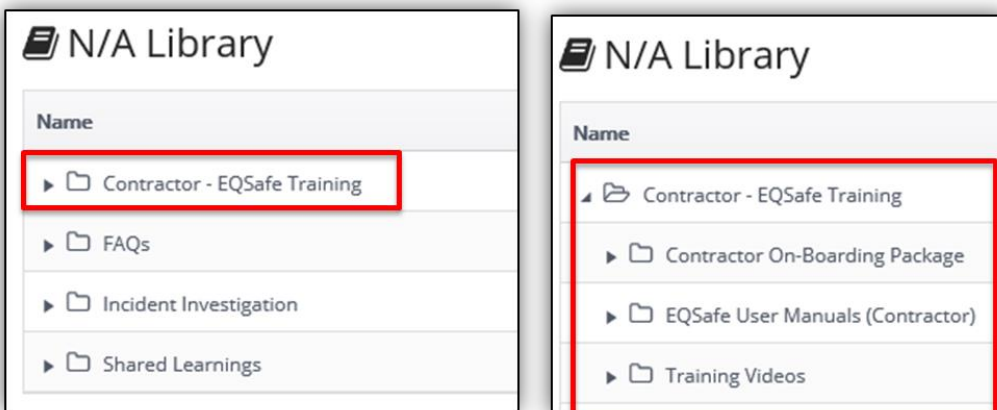 N/A Library
Name
Contractor - EQSafe Training
FAQs
Incident Investigation
Shared Learnings
N/A Library
Name
Contractor - EQSafe Training
Contractor On-Boarding Package
EQSafe User Manuals (Contractor)
Training Videos